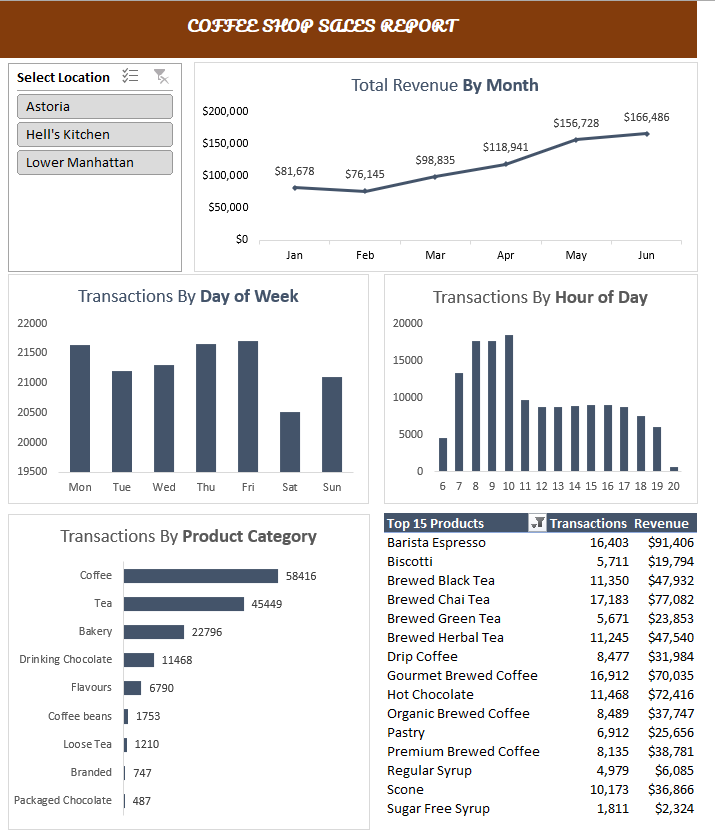 COFFEE SHOP SALES REPORT
Select Location
Astoria
Hell's Kitchen
Lower Manhattan
Total Revenue By Month
$200,000
$150,000
$100,000
$50,000
$0
$81,678
$76,145
$98,835
$118,941
$156,728
$166,486
Jan Feb Mar Apr May Jun
Transactions By Day of Week
22000
21500
21000
20500
20000
19500
Mon Tue Wed Thu Fri Sat Sun
Transactions By Hour of Day
20000
15000
10000
5000
0
6 7 8 9 10 11 12 13 14 15 16 17 18 19 20
Transactions By Product Category
Coffee 58416
Tea 45449
Bakery 22796
Drinking Chocolate 11468
Flavours 6790
Coffee beans 1753
Loose Tea 1210
Branded 747
Packaged Chocolate 487
Top 15 Products Transactions Revenue
Barista Espresso 16,403 $91,406
Biscotti 5,711 $19,794
Brewed Black Tea 11,350 $47,932
Brewed Chai Tea 17,183 $77,082
Brewed Green Tea 5,671 $23,853
Brewed Herbal Tea 11,245 $47,540
Drip Coffee 8,477 $31,984
Gourmet Brewed Coffee 16,912 $70,035
Hot Chocolate 11,468 $72,416
Organic Brewed Coffee 8,489 $37,747
Pastry 6,912 $25,656
Premium Brewed Coffee 8,135 $38,781
Regular Syrup 4,979 $6,085
Scone 10,173 $36,866
Sugar Free Syrup 1,811 $2,324